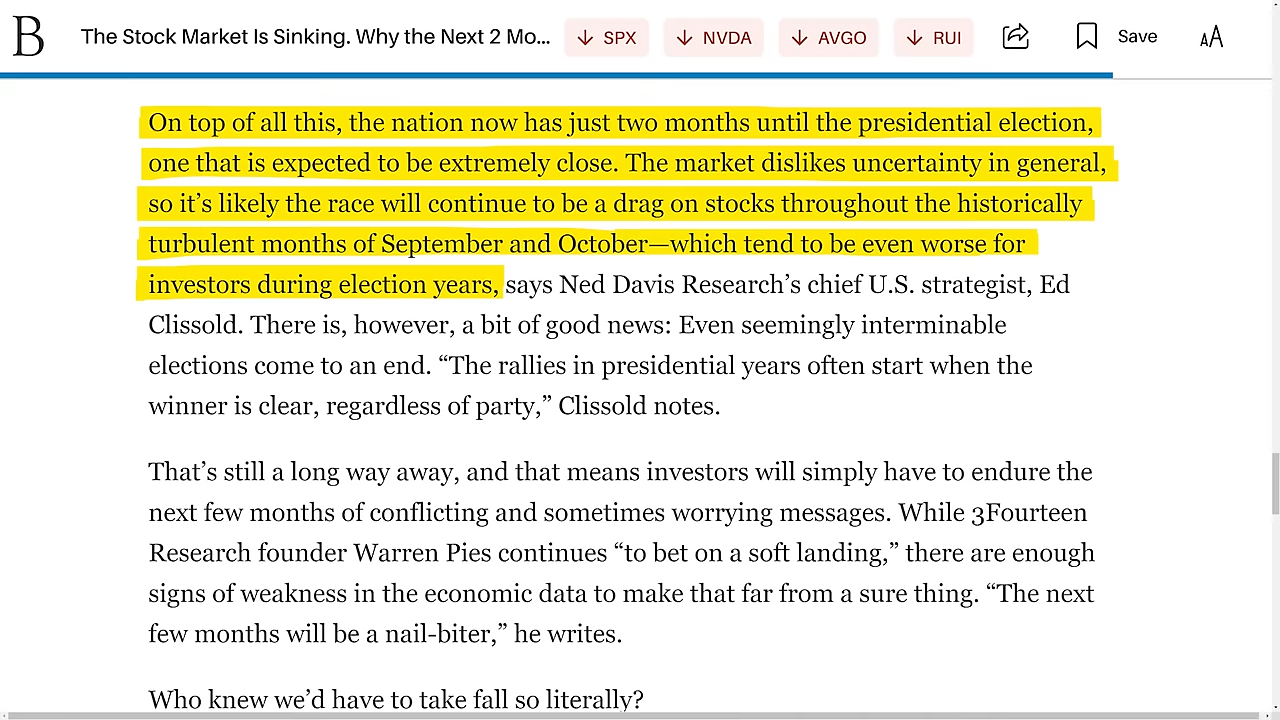 B
The Stock Market Is Sinking. Why the Next 2 Mo...
↓ SPX
↓ NVDA
↓ AVGO
↓ RUI
Save
AA
On top of all this, the nation now has just two months until the presidential election,
one that is expected to be extremely close. The market dislikes uncertainty in general,
so it’s likely the race will continue to be a drag on stocks throughout the historically
turbulent months of September and October—which tend to be even worse for
investors during election years, says Ned Davis Research’s chief U.S. strategist, Ed
Clissold. There is, however, a bit of good news: Even seemingly interminable
elections come to an end. “The rallies in presidential years often start when the
winner is clear, regardless of party,” Clissold notes.
That’s still a long way away, and that means investors will simply have to endure the
next few months of conflicting and sometimes worrying messages. While 3Fourteen
Research founder Warren Pies continues “to bet on a soft landing,” there are enough
signs of weakness in the economic data to make that far from a sure thing. “The next
few months will be a nail-biter,” he writes.
Who knew we’d have to take fall so literally?